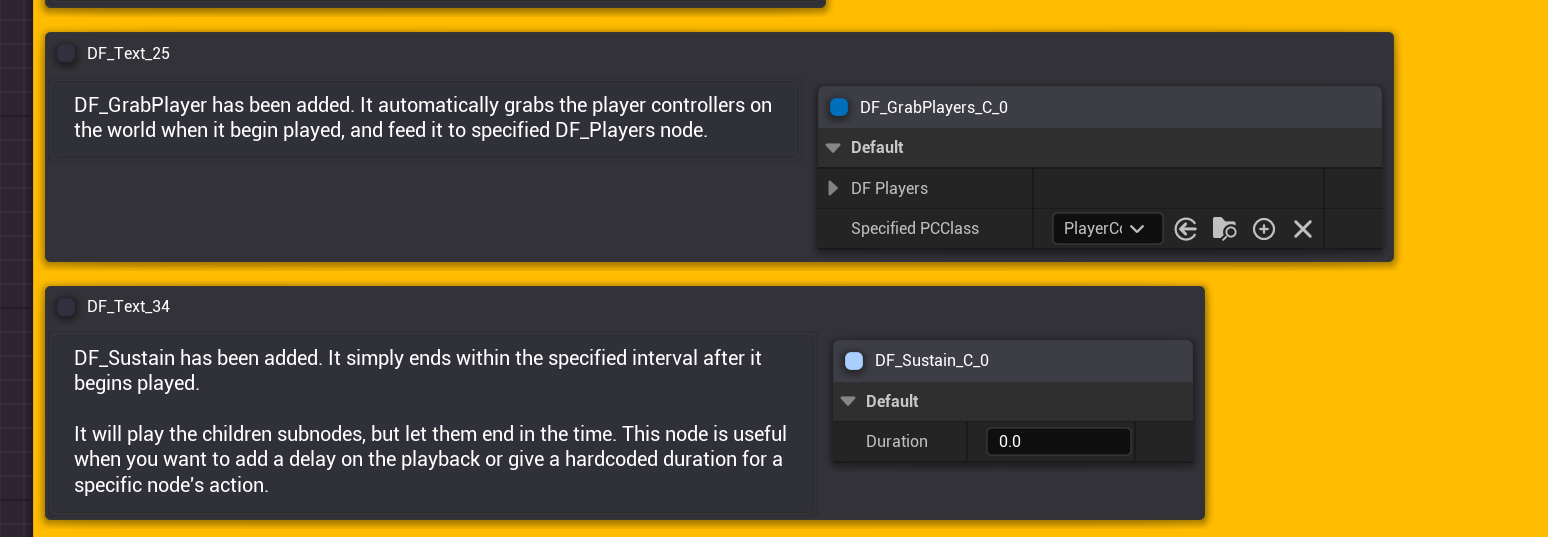 DF_Text_25
DF_GrabPlayer has been added. It automatically grabs the player controllers on
the world when it begin played, and feed it to specified DF_Players node.
DF_GrabPlayers_C_0
Default
DF Players
Specified PCClass
PlayerCo
DF_Text_34
DF_Sustain has been added. It simply ends within the specified interval after it
begins played.
It will play the children subnodes, but let them end in the time. This node is useful
when you want to add a delay on the playback or give a hardcoded duration for a
specific node's action.
DF_Sustain_C_0
Default
Duration
0.0